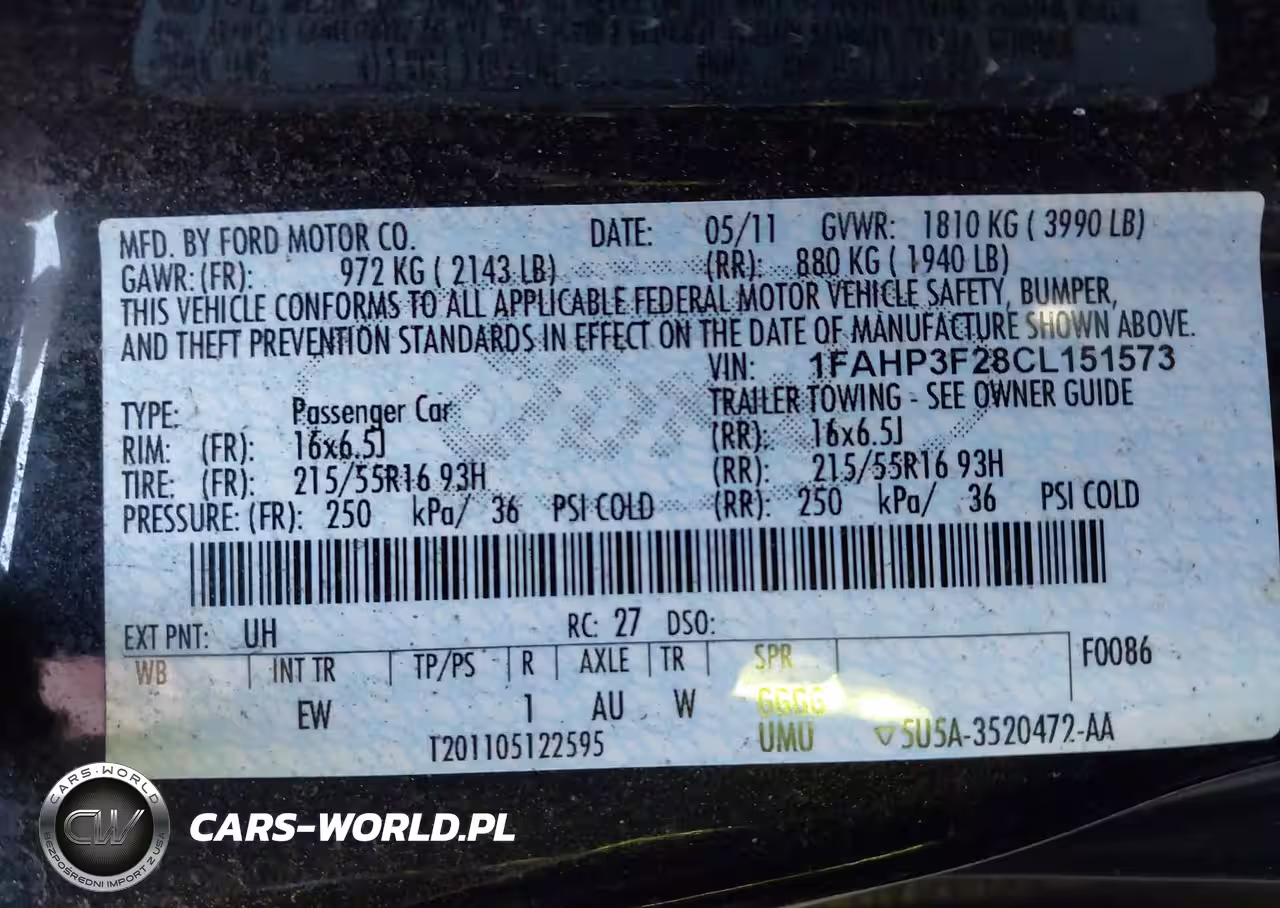 MFD. BY FORD MOTOR CO. DATE: 05/11 GVWR: 1810 KG ( 3990 LB)
GAWR: (FR): 972 KG ( 2143 LB) (RR): 880 KG ( 1940 LB)
THIS VEHICLE CONFORMS TO ALL APPLICABLE FEDERAL MOTOR VEHICLE SAFETY, BUMPER,
AND THEFT PREVENTION STANDARDS IN EFFECT ON THE DATE OF MANUFACTURE SHOWN ABOVE.
VIN: 1FAHP3F28CL151573
TYPE: Passenger Car TRAILER TOWING - SEE OWNER GUIDE
RIM: (FR): 16x6.5J (RR): 16x6.5J
TIRE: (FR): 215/55R16 93H (RR): 215/55R16 93H
PRESSURE: (FR): 250 kPa/ 36 PSI COLD (RR): 250 kPa/ 36 PSI COLD
EXT PNT: UH RC: 27 DSO:
WB INT TR TP/PS R AXLE TR SPR F0086
EW 1 AU W GGGG
T201105122595 UMU ▽5U5A-3520472-AA
CARS-WORLD
CW
BEZPOŚREDNI IMPORT Z USA
CARS-WORLD.PL